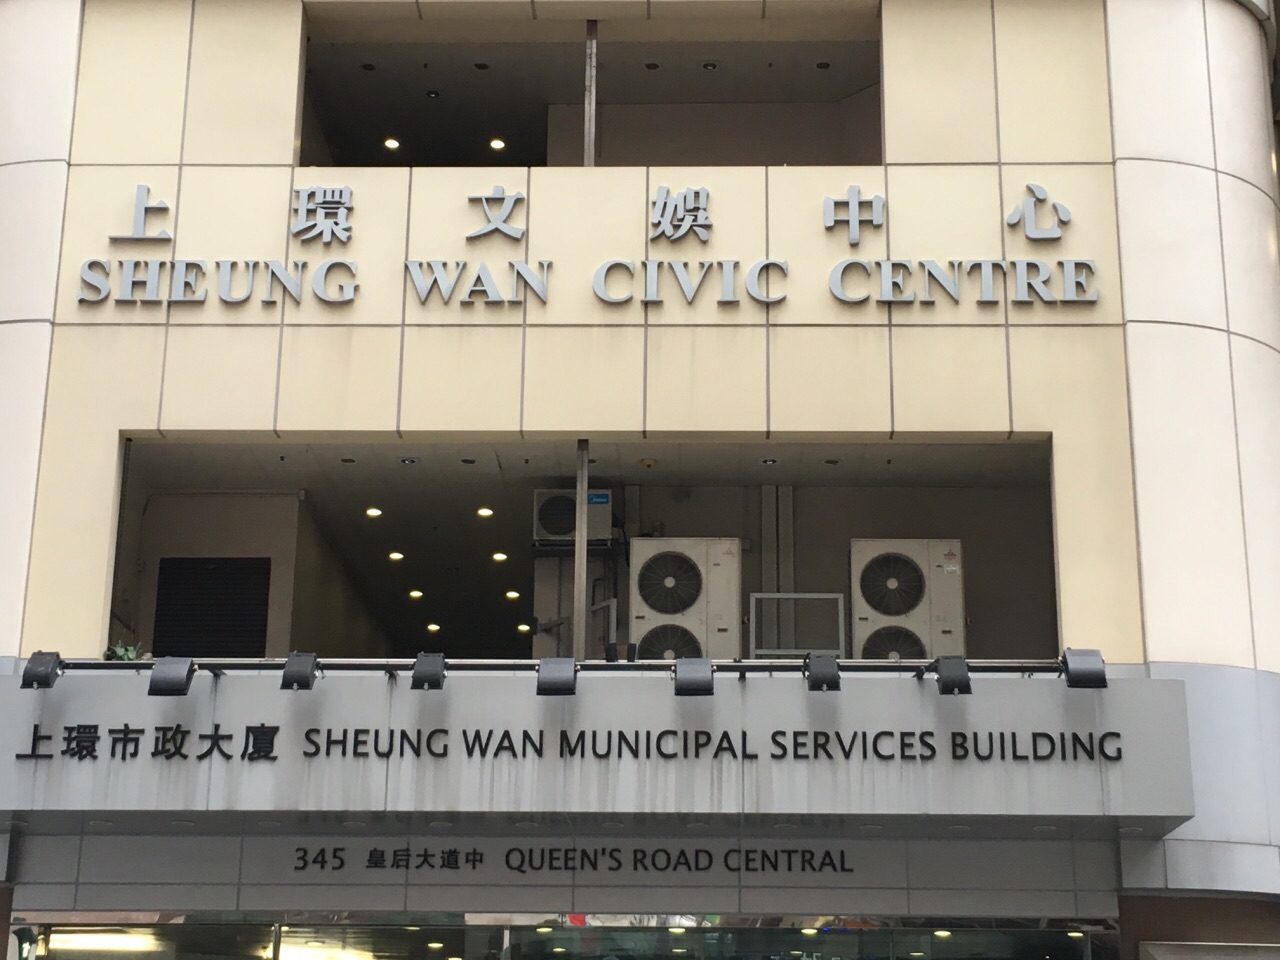 上環文娛中心
SHEUNG WAN CIVIC CENTRE
上環市政大廈 SHEUNG WAN MUNICIPAL SERVICES BUILDING
345 皇后大道中 QUEEN'S ROAD CENTRAL